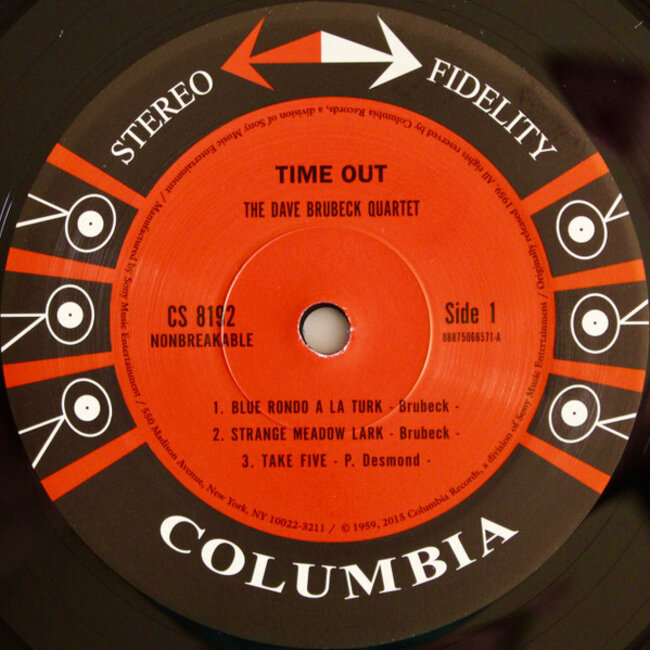 STEREO FIDELITY
TIME OUT
THE DAVE BRUBECK QUARTET
CS 8192
NONBREAKABLE
Side 1
88875066571-A
1. BLUE RONDO A LA TURK - Brubeck -
2. STRANGE MEADOW LARK - Brubeck -
3. TAKE FIVE - P. Desmond -
/ Manufactured by Sony Music Entertainment / 550 Madison Avenue, New York, NY 10022-3211 / © 1959, 2015 Columbia Records, a division of Sony Music Entertainment / Originally released 1959. All rights reserved by Columbia Records, a division of Sony Music Entertainment
COLUMBIA